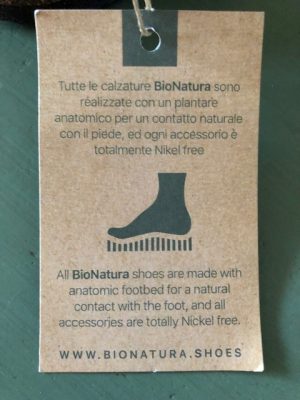 Tutte le calzature BioNatura sono
realizzate con un plantare
anatomico per un contatto naturale
con il piede, ed ogni accessorio è
totalmente Nikel free
All BioNatura shoes are made with
anatomic footbed for a natural
contact with the foot, and all
accessories are totally Nickel free.
WWW.BIONATURA.SHOES